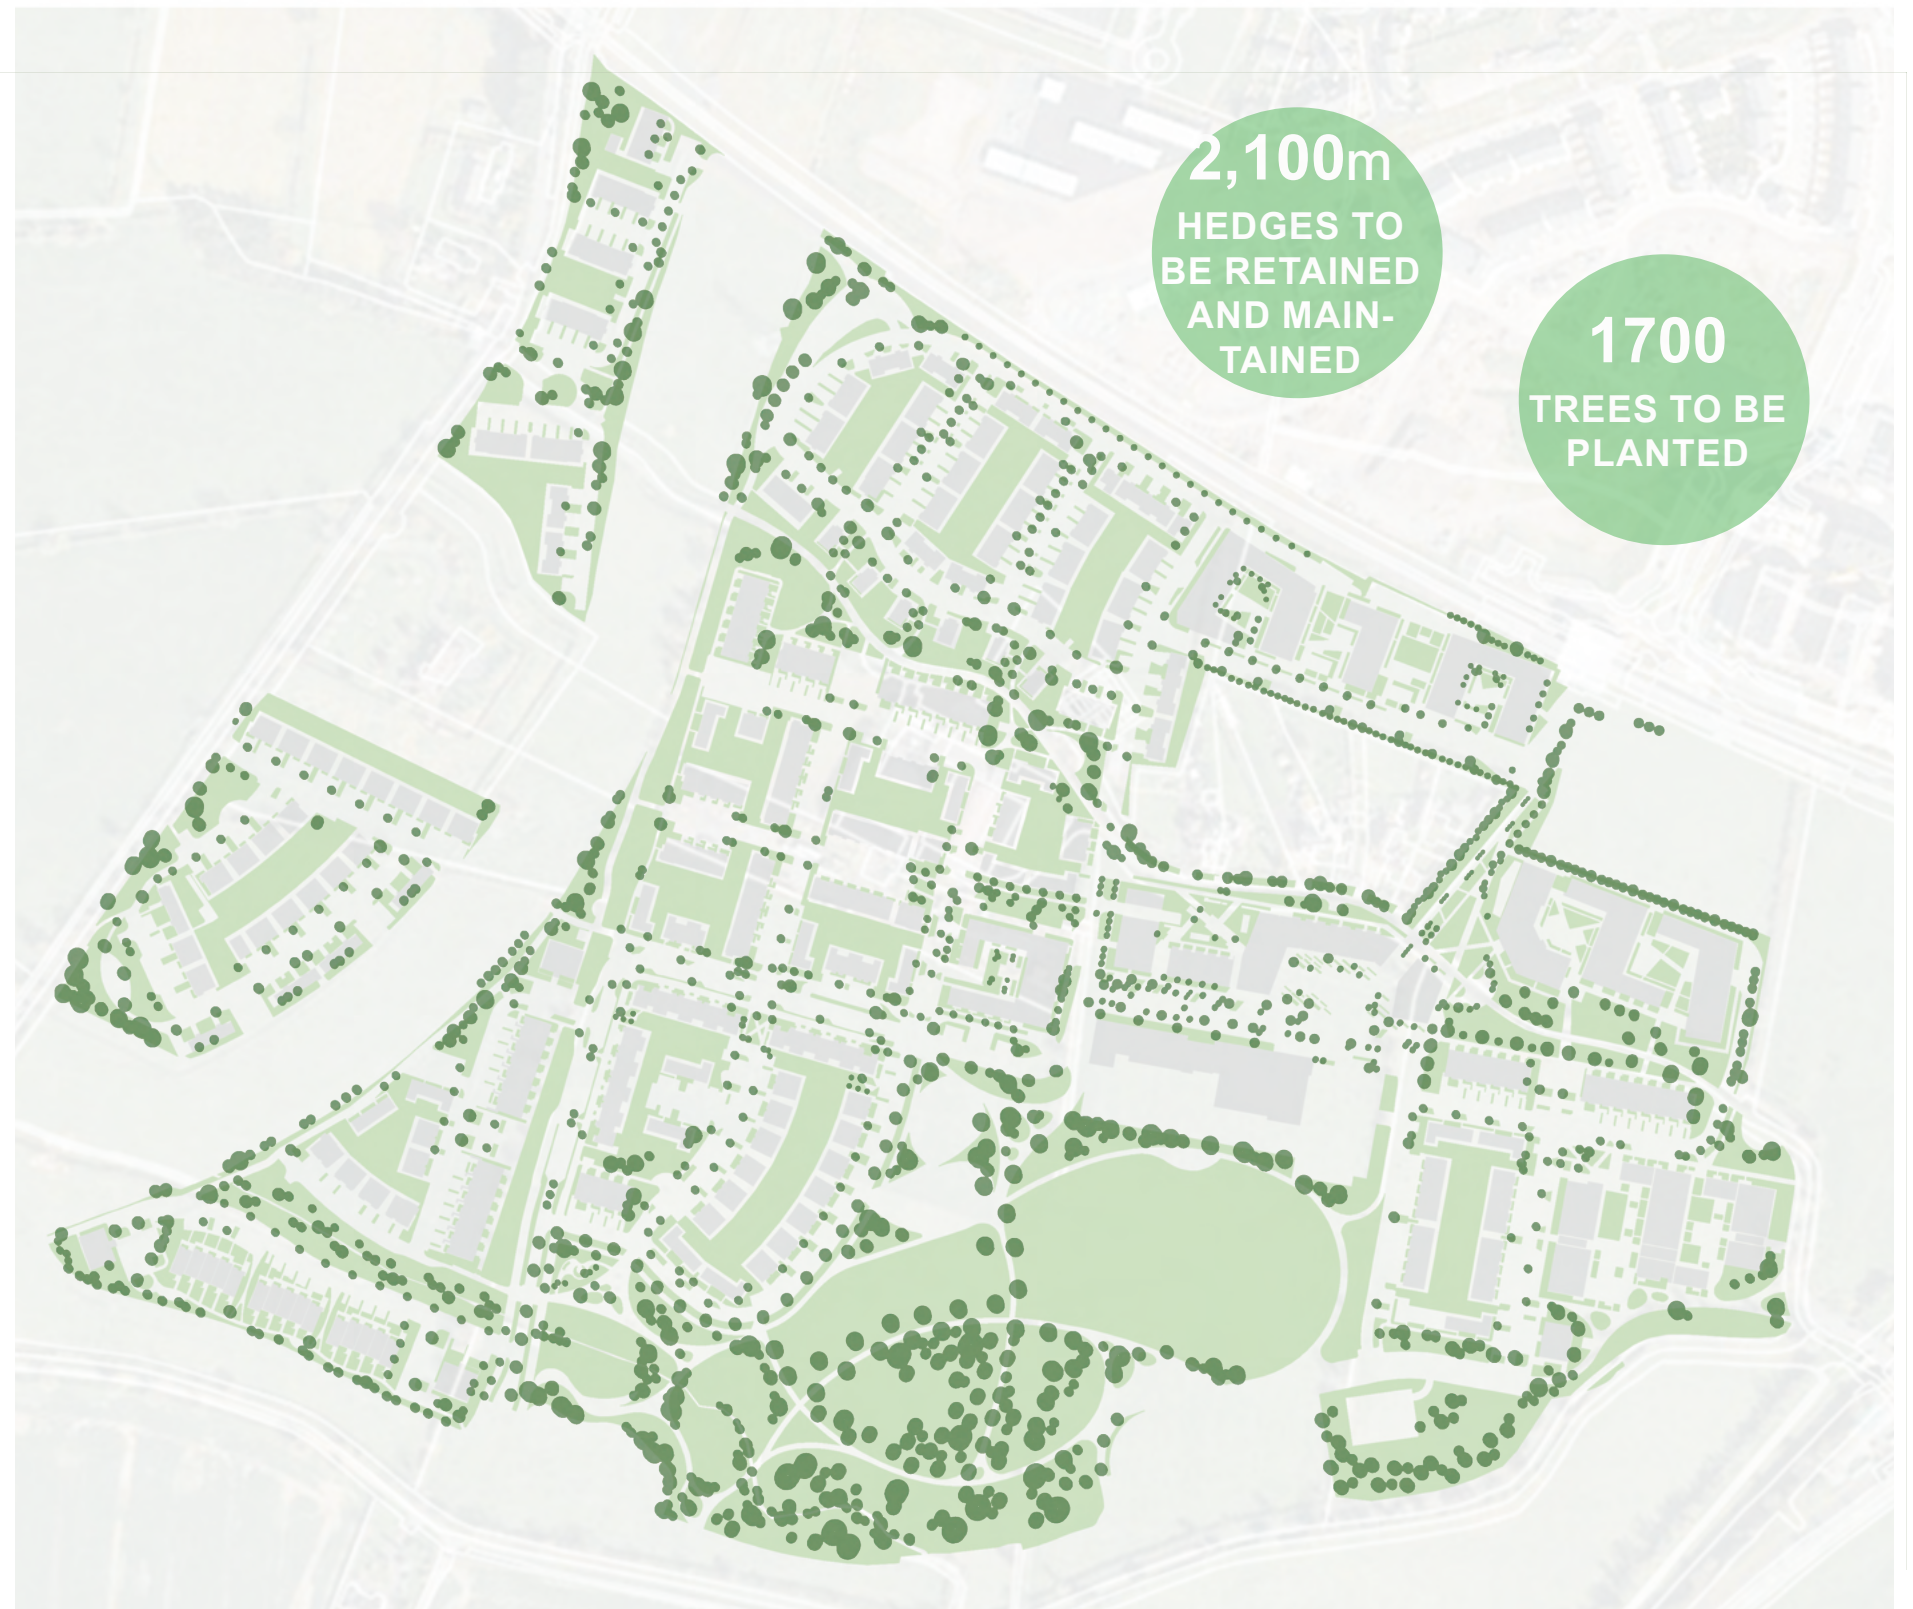 2,100m
HEDGES TO
BE RETAINED
AND MAIN-
TAINED
1700
TREES TO BE
PLANTED